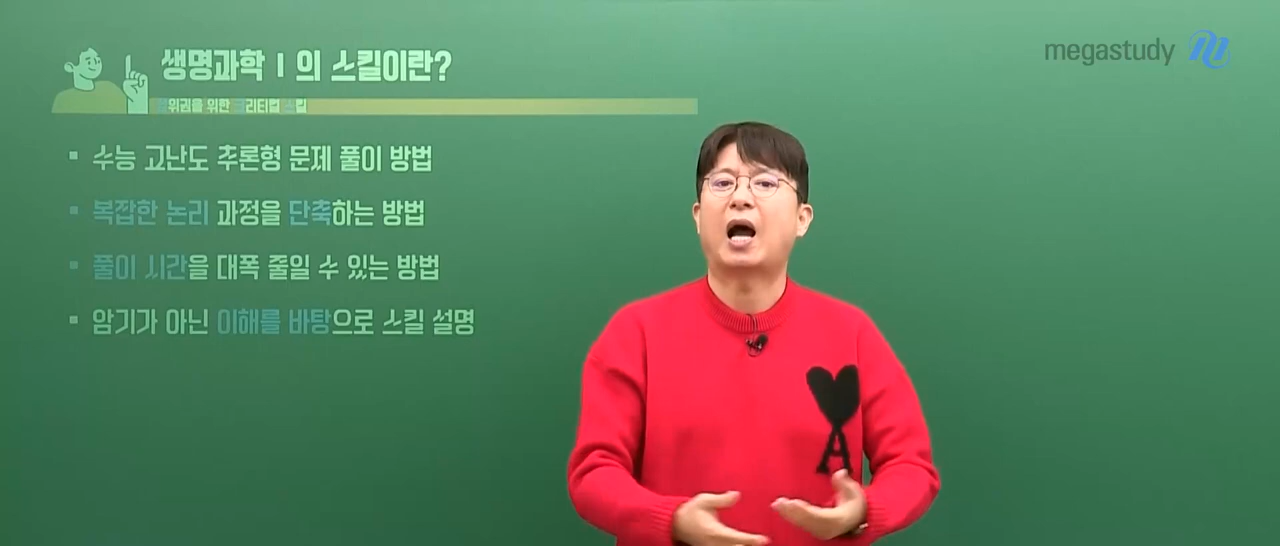 생명과학 I 의 스킬이란?
megastudy
상위권을 위한 크리티컬 스킬
수능 고난도 추론형 문제 풀이 방법
복잡한 논리 과정을 단축하는 방법
풀이 시간을 대폭 줄일 수 있는 방법
암기가 아닌 이해를 바탕으로 스킬 설명
A